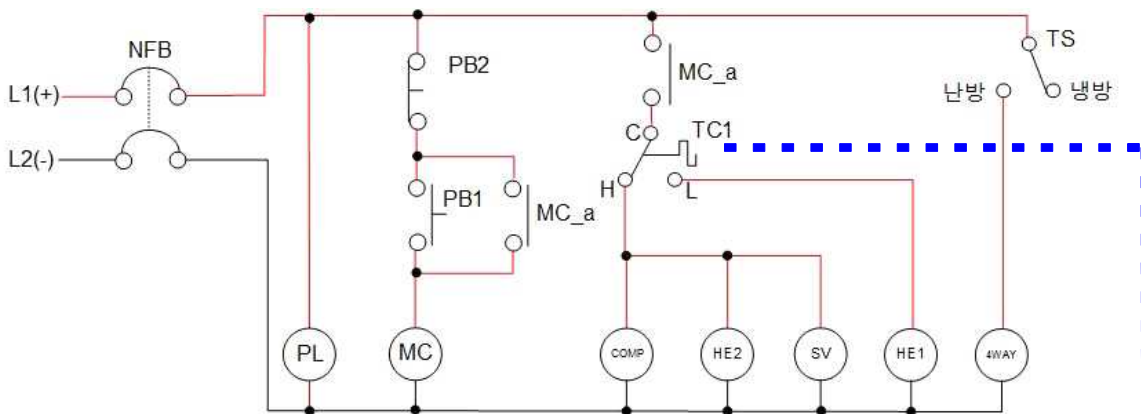 NFB
L1(+)
L2(-)
PB2
PB1
MC_a
MC_a
C
TC1
H
L
TS
난방
냉방
PL
MC
COMP
HE2
SV
HE1
4WAY